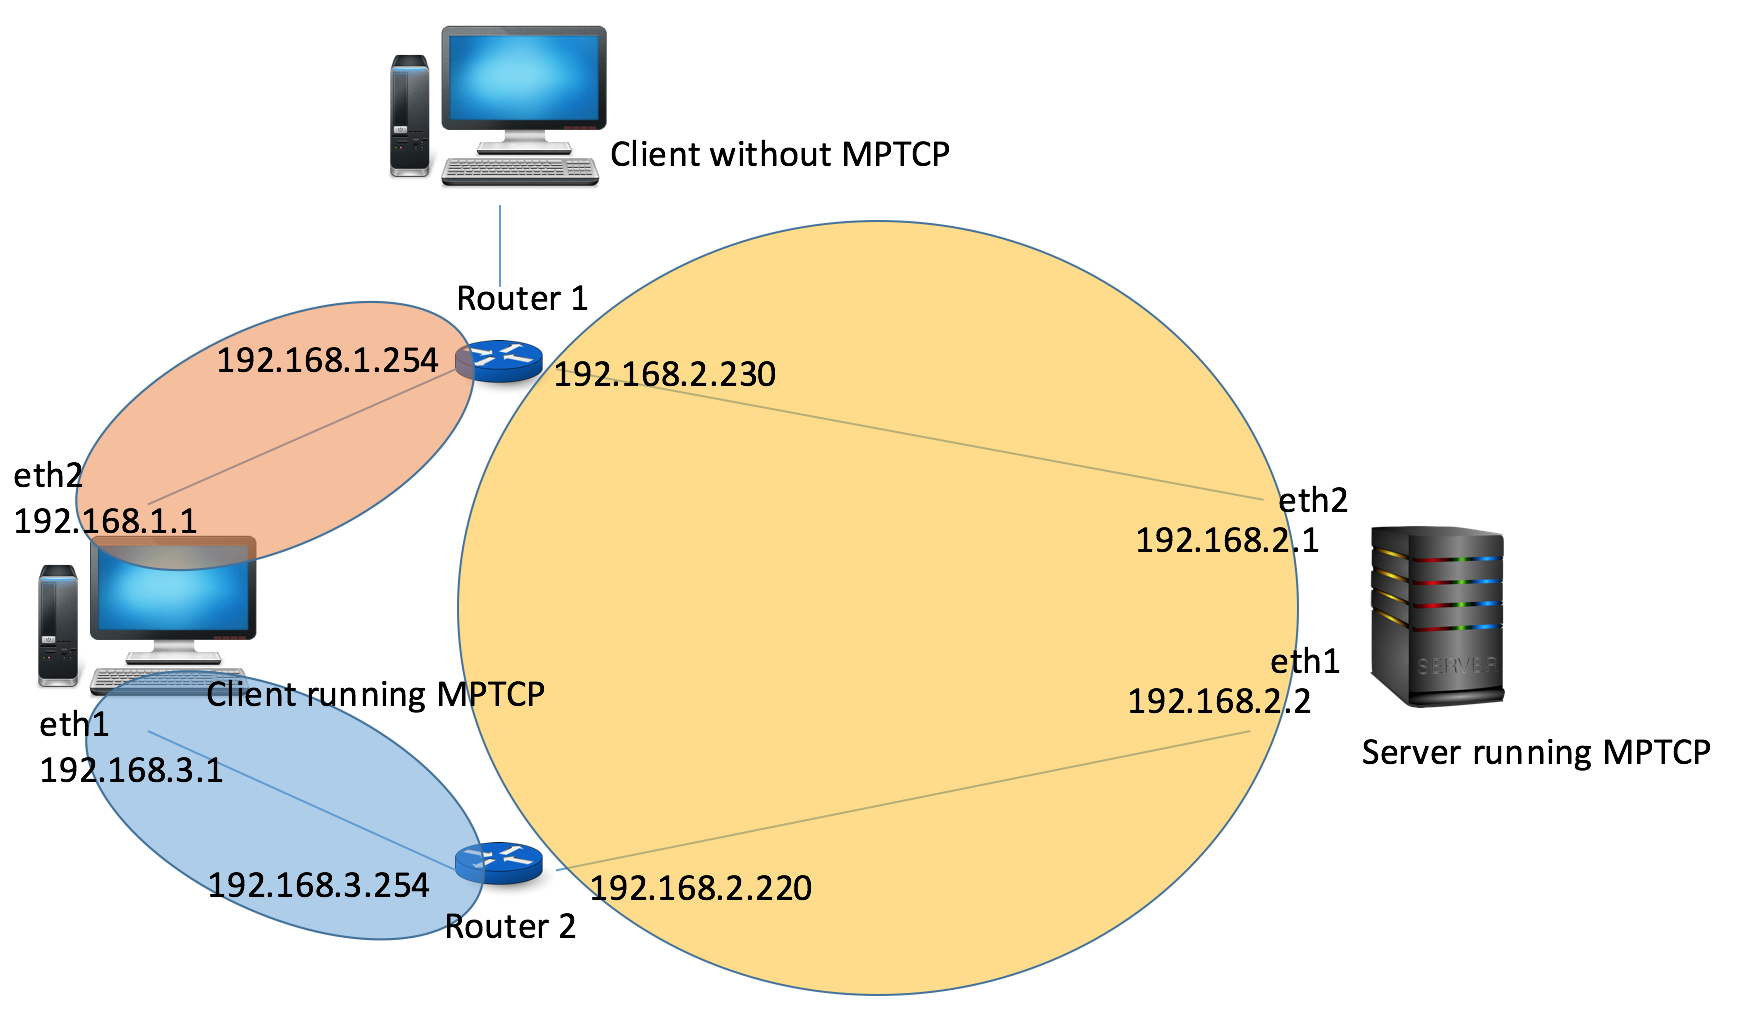 Client without MPTCP
Router 1
192.168.1.254
192.168.2.230
eth2
192.168.1.1
eth2
192.168.2.1
Client running MPTCP
eth1
192.168.3.1
eth1
192.168.2.2
SERVER
Server running MPTCP
192.168.3.254
192.168.2.220
Router 2